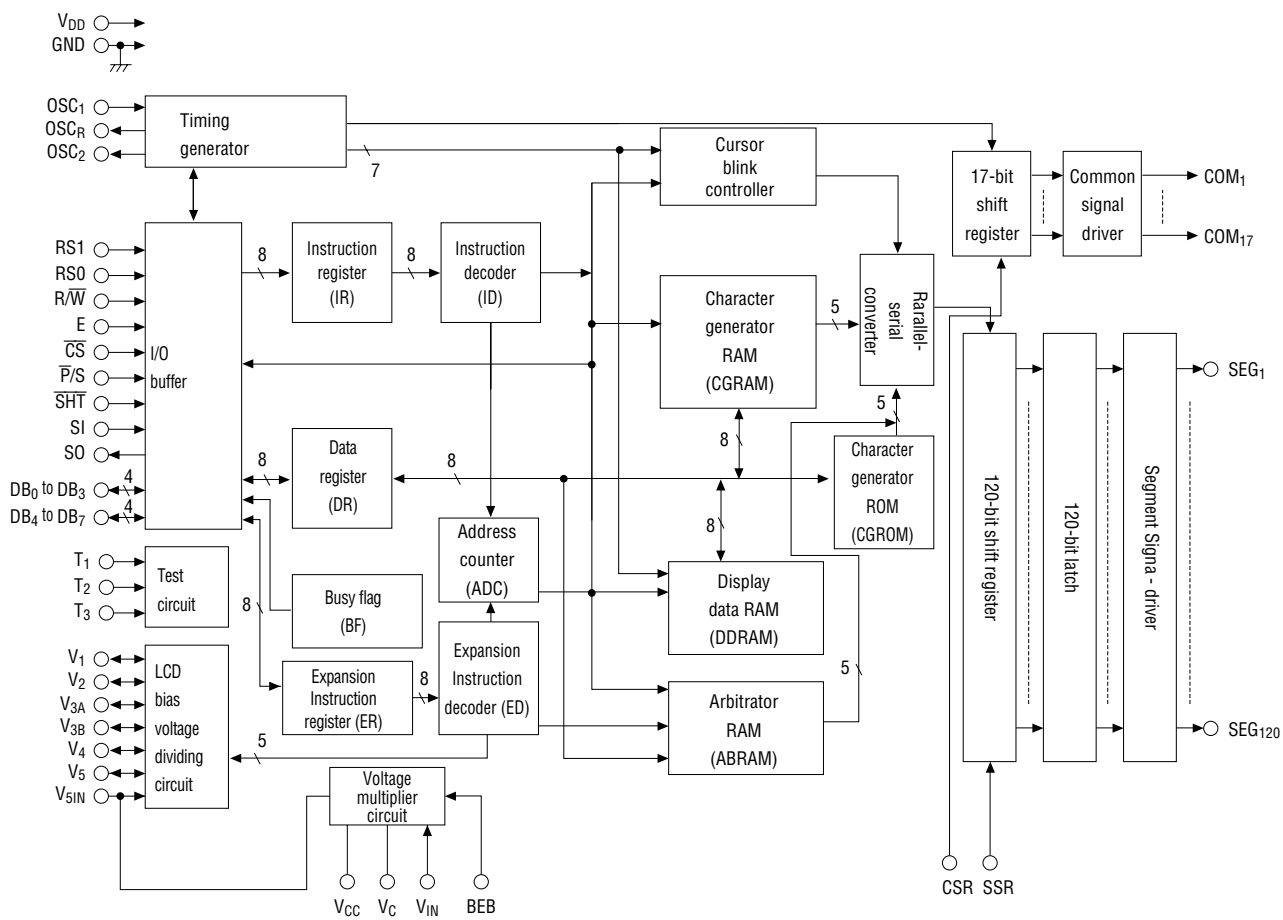 VDD
GND
OSC1
OSCR
OSC2
Timing
generator
7
Cursor
blink
controller
17-bit
shift
register
Common
signal
driver
COM1
COM17
RS1
RS0
R/W̅
E
C̅S̅
P̅/S
S̅H̅T̅
SI
SO
DB0 to DB3
4
DB4 to DB7
4
I/O
buffer
8
Instruction
register
(IR)
8
Instruction
decoder
(ID)
Character
generator
RAM
(CGRAM)
5
Rarallel-
serial
converter
5
8
8
Data
register
(DR)
8
Character
generator
ROM
(CGROM)
8
Address
counter
(ADC)
Display
data RAM
(DDRAM)
T1
T2
T3
Test
circuit
8
Busy flag
(BF)
Expansion
Instruction
register (ER)
8
Expansion
Instruction
decoder (ED)
5
Arbitrator
RAM
(ABRAM)
5
V1
V2
V3A
V3B
V4
V5
V5IN
LCD
bias
voltage
dividing
circuit
Voltage
multiplier
circuit
VCC
VC
VIN
BEB
120-bit shift register
120-bit latch
Segment Signa - driver
SEG1
SEG120
CSR
SSR